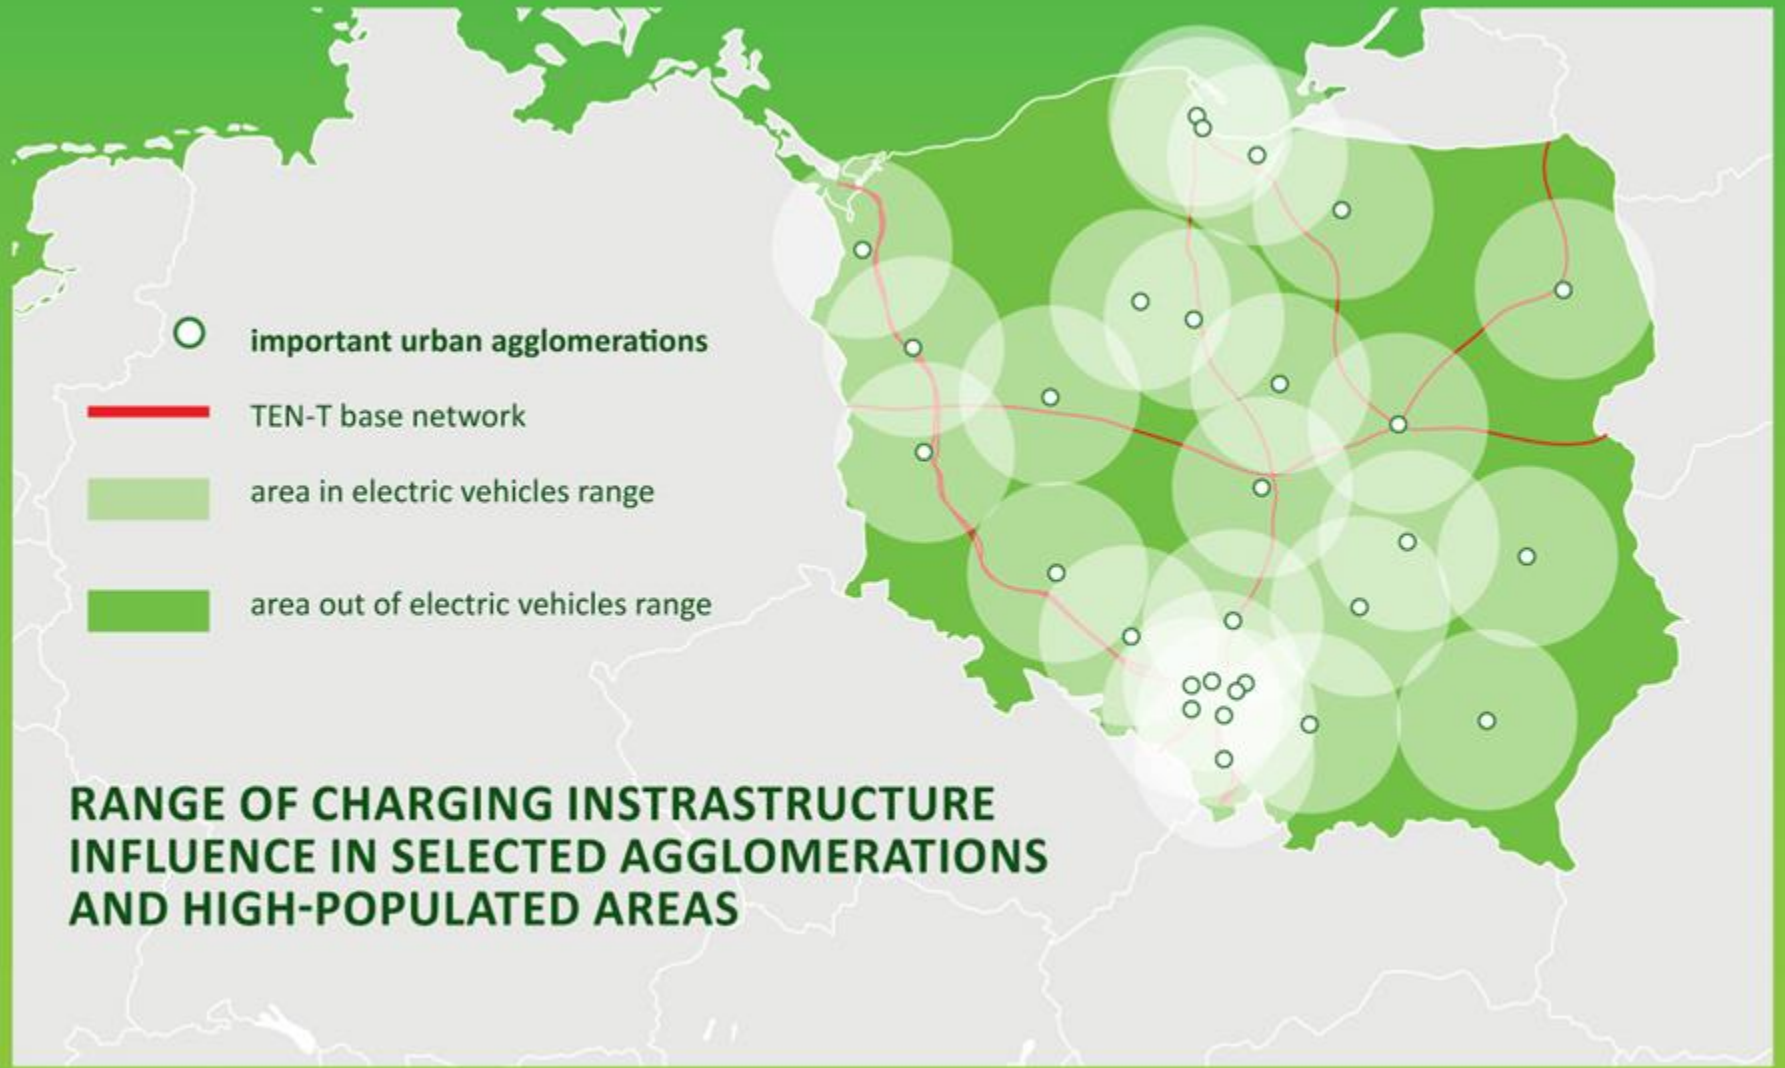 important urban agglomerations
TEN-T base network
area in electric vehicles range
area out of electric vehicles range
RANGE OF CHARGING INSTRASTRUCTURE
INFLUENCE IN SELECTED AGGLOMERATIONS
AND HIGH-POPULATED AREAS